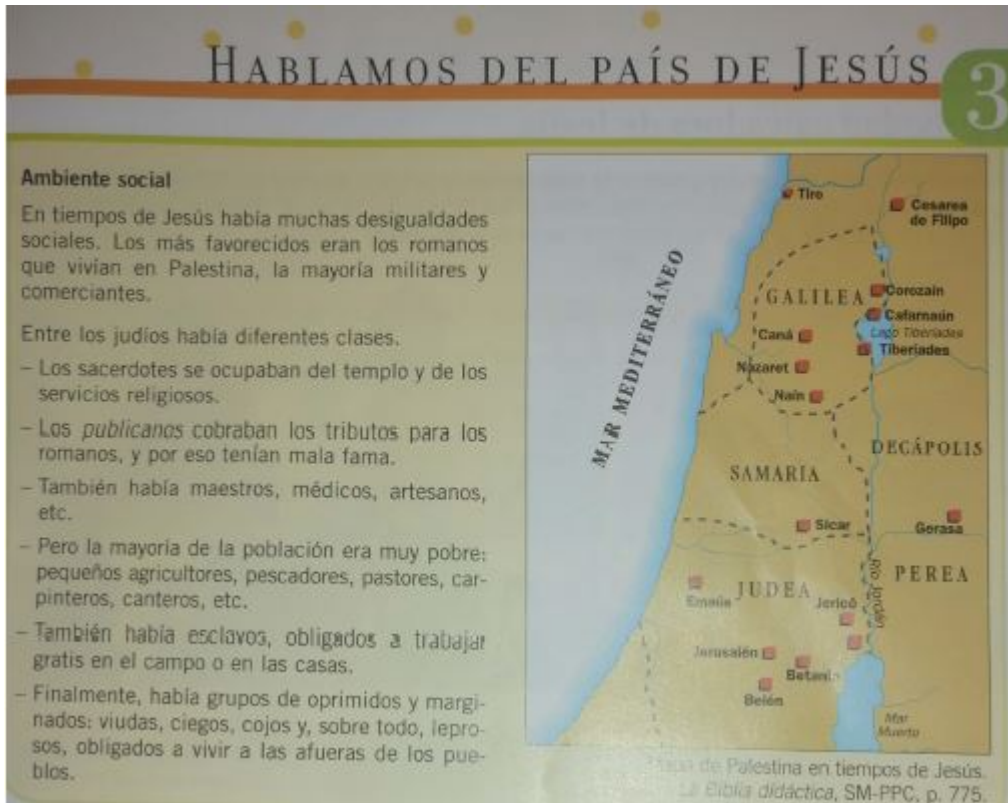 HABLAMOS DEL PAÍS DE JESÚS
3
Ambiente social
En tiempos de Jesús había muchas desigualdades
sociales. Los más favorecidos eran los romanos
que vivían en Palestina, la mayoría militares y
comerciantes.
Entre los judíos había diferentes clases.
– Los sacerdotes se ocupaban del templo y de los
servicios religiosos.
– Los publicanos cobraban los tributos para los
romanos, y por eso tenían mala fama.
– También había maestros, médicos, artesanos,
etc.
– Pero la mayoría de la población era muy pobre:
pequeños agricultores, pescadores, pastores, car-
pinteros, canteros, etc.
– También había esclavos, obligados a trabajar
gratis en el campo o en las casas.
– Finalmente, había grupos de oprimidos y margi-
nados: viudas, ciegos, cojos y, sobre todo, lepro-
sos, obligados a vivir a las afueras de los pue-
blos.
MAR MEDITERRÁNEO
Tiro
Cesarea
de Filipo
GALILEA
Corozaín
Cafarnaún
Lago Tiberíades
Caná
Tiberíades
Nazaret
Naín
DECÁPOLIS
SAMARIA
Sicar
Gerasa
Río Jordán
PEREA
JUDEA
Emaús
Jericó
Jerusalén
Betania
Belén
Mar
Muerto
de Palestina en tiempos de Jesús.
La Biblia didáctica, SM-PPC, p. 775.